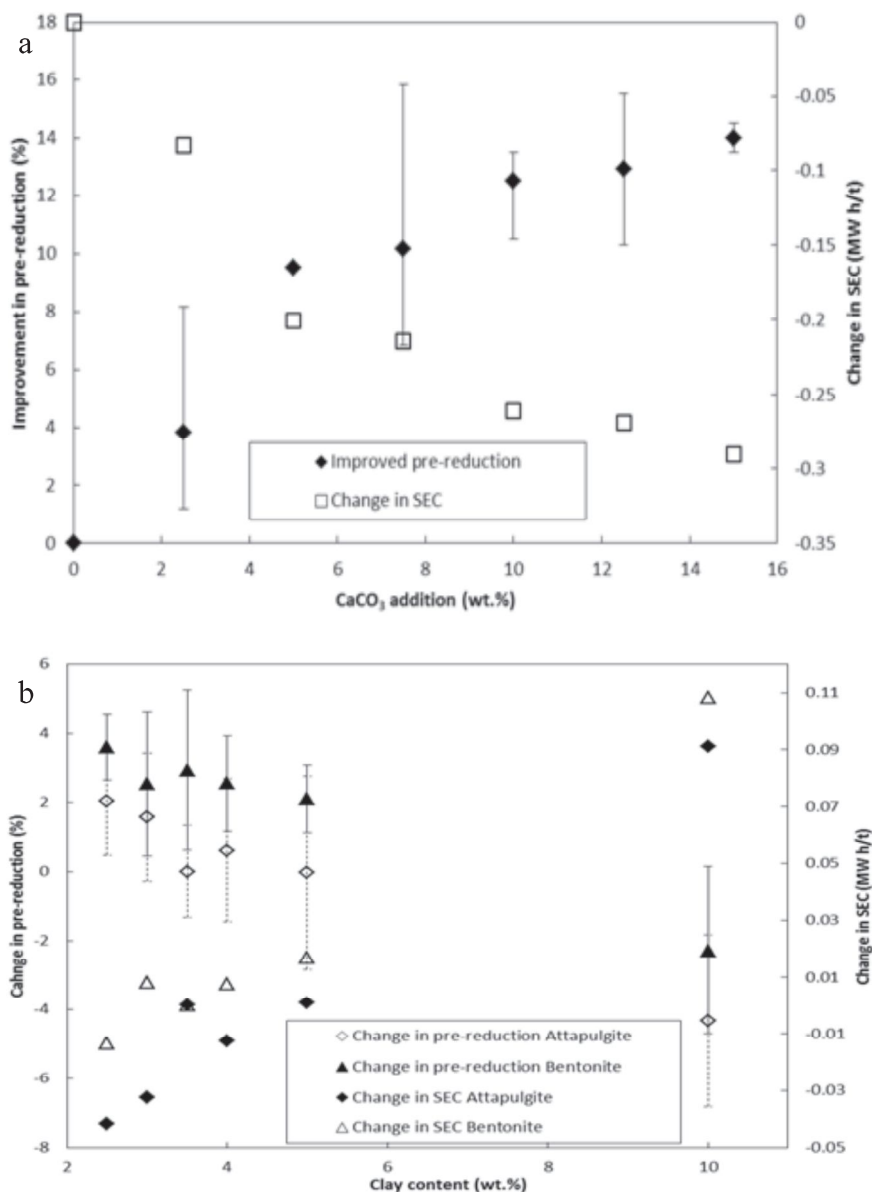 a
18
16
14
12
10
8
6
4
2
0
Improvement in pre-reduction (%)
0
-0.05
-0.1
-0.15
-0.2
-0.25
-0.3
-0.35
Change in SEC (MW h/t)
Improved pre-reduction
Change in SEC
0 2 4 6 8 10 12 14 16
CaCO₃ addition (wt.%)
b
6
4
2
0
-2
-4
-6
-8
Cahnge in pre-reduction (%)
0.11
0.09
0.07
0.05
0.03
0.01
-0.01
-0.03
-0.05
Change in SEC (MW h/t)
Change in pre-reduction Attapulgite
Change in pre-reduction Bentonite
Change in SEC Attapulgite
Change in SEC Bentonite
2 4 6 8 10
Clay content (wt.%)